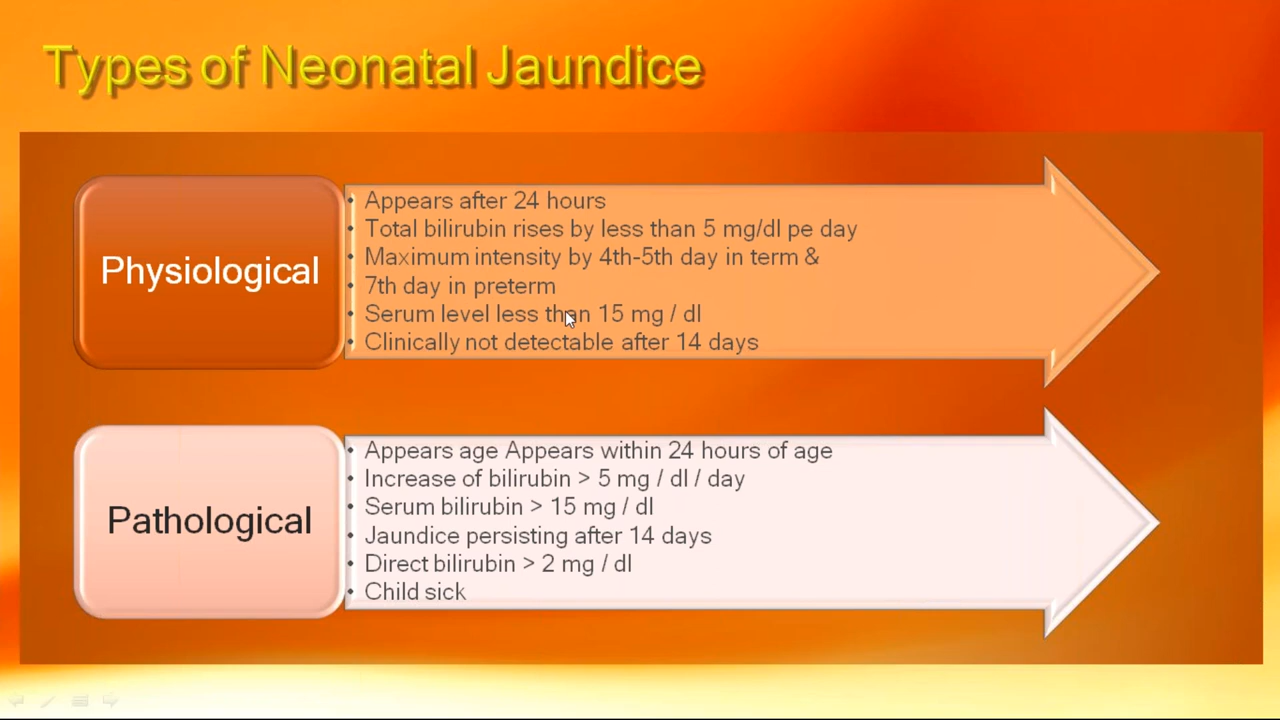 Types of Neonatal Jaundice
Physiological
• Appears after 24 hours
• Total bilirubin rises by less than 5 mg/dl pe day
• Maximum intensity by 4th-5th day in term &
• 7th day in preterm
• Serum level less than 15 mg / dl
• Clinically not detectable after 14 days
Pathological
• Appears age Appears within 24 hours of age
• Increase of bilirubin > 5 mg / dl / day
• Serum bilirubin > 15 mg / dl
• Jaundice persisting after 14 days
• Direct bilirubin > 2 mg / dl
• Child sick